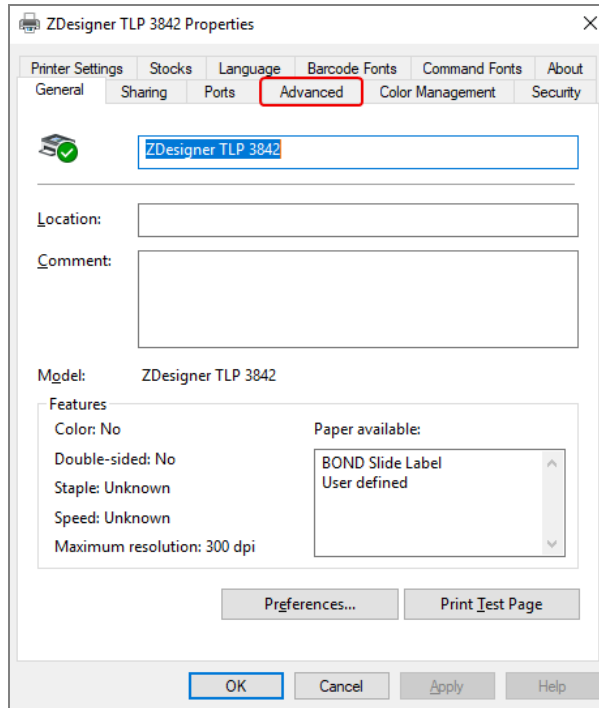 ZDesigner TLP 3842 Properties
Printer Settings Stocks Language Barcode Fonts Command Fonts About
General Sharing Ports Advanced Color Management Security
ZDesigner TLP 3842
Location:
Comment:
Model: ZDesigner TLP 3842
Features
Color: No
Paper available:
Double-sided: No
BOND Slide Label
Staple: Unknown
User defined
Speed: Unknown
Maximum resolution: 300 dpi
Preferences... Print Test Page
OK Cancel Apply Help